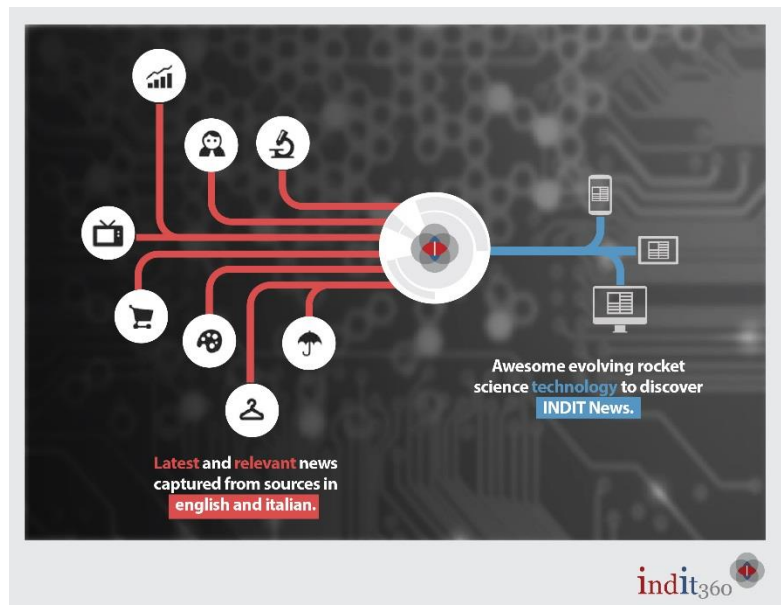 Latest and relevant news
captured from sources in
english and italian.
Awesome evolving rocket
science technology to discover
INDIT News.
indit360